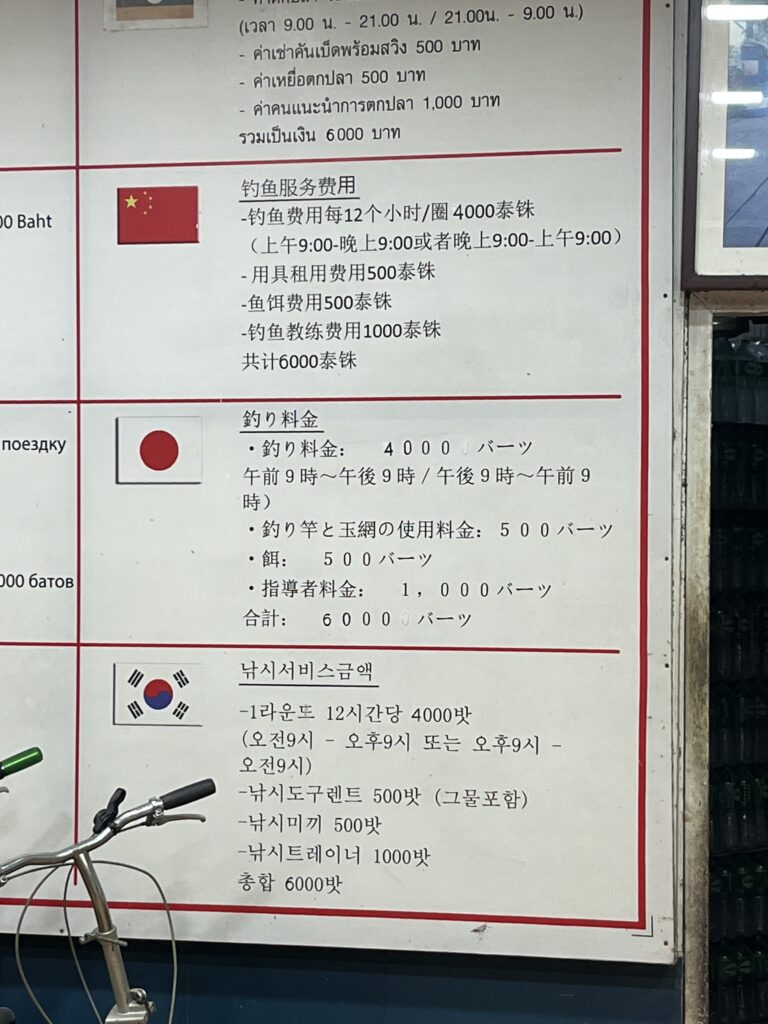 (เวลา 9.00 น. - 21.00 น. / 21.00น. - 9.00 น.)
- ค่าเช่าคันเบ็ดพร้อมสวิง 500 บาท
- ค่าเหยื่อตกปลา 500 บาท
- ค่าคนแนะนำการตกปลา 1,000 บาท
รวมเป็นเงิน 6000 บาท
00 Baht
钓鱼服务费用
-钓鱼费用每12个小时/圈 4000泰铢
（上午9:00-晚上9:00或者晚上9:00-上午9:00）
- 用具租用费用500泰铢
-鱼饵费用500泰铢
-钓鱼教练费用1000泰铢
共计6000泰铢
поездку
000 батов
釣り料金
・釣り料金： ４０００ バーツ
午前９時～午後９時 / 午後９時～午前９
時）
・釣り竿と玉網の使用料金：５００バーツ
・餌： ５００バーツ
・指導者料金： １，０００バーツ
合計： ６０００ バーツ
낚시서비스금액
-1라운드 12시간당 4000밧
(오전9시 - 오후9시 또는 오후9시 -
오전9시)
-낚시도구렌트 500밧 (그물포함)
-낚시미끼 500밧
-낚시트레이너 1000밧
총합 6000밧